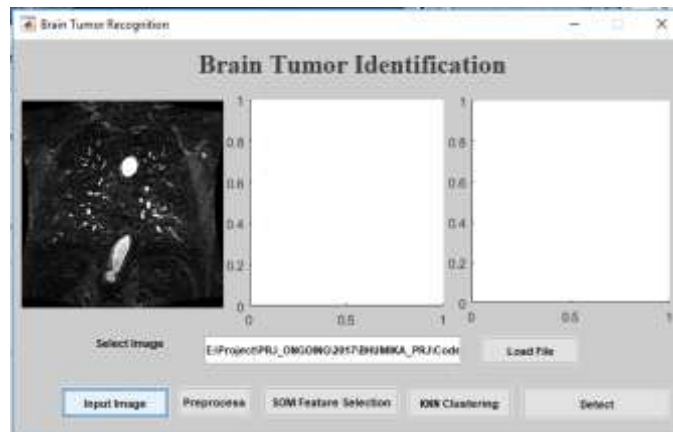 Brain Tumor Recognition
Brain Tumor Identification
1
0.8
0.6
0.4
0.2
0
0 0.5 1
1
0.8
0.6
0.4
0.2
0
0 0.5 1
Select Image
E:\Project\PRJ_ONGOING\2017\BHUMIKA_PRJ\Code
Load File
Input Image Preprocess SOM Feature Selection KNN Clustering Detect